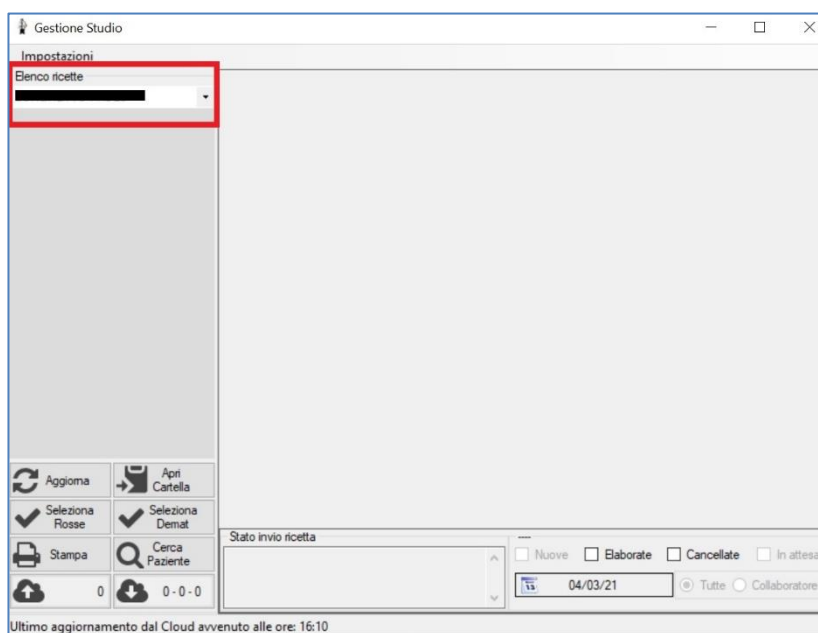 Gestione Studio
Impostazioni
Elenco ricette
Aggiorna
Apri
Cartella
Seleziona
Rosse
Seleziona
Demat
Stampa
Cerca
Paziente
0
0 - 0 - 0
Stato invio ricetta
----
Nuove
Elaborate
Cancellate
In attesa
04/03/21
Tutte
Collaboratore
Ultimo aggiornamento dal Cloud avvenuto alle ore: 16:10